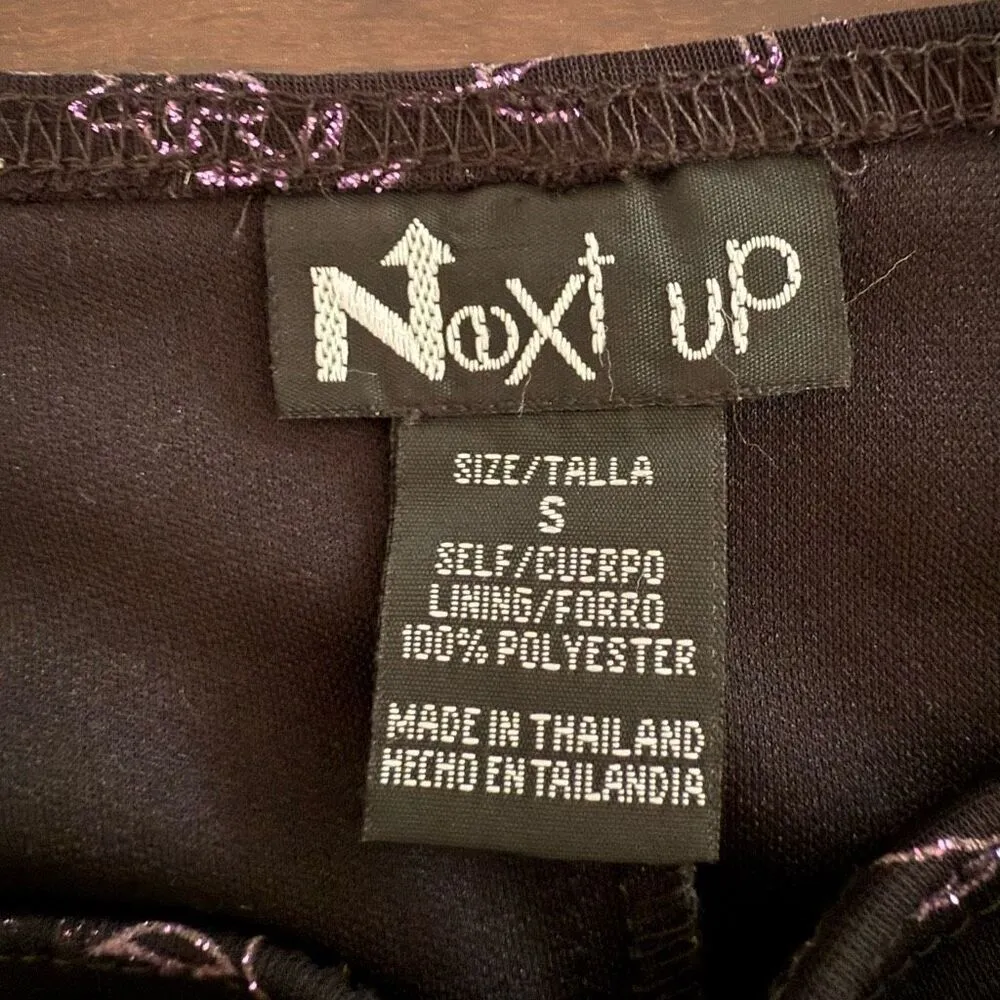 Next up
SIZE/TALLA
S
SELF/CUERPO
LINING/FORRO
100% POLYESTER
MADE IN THAILAND
HECHO EN TAILANDIA